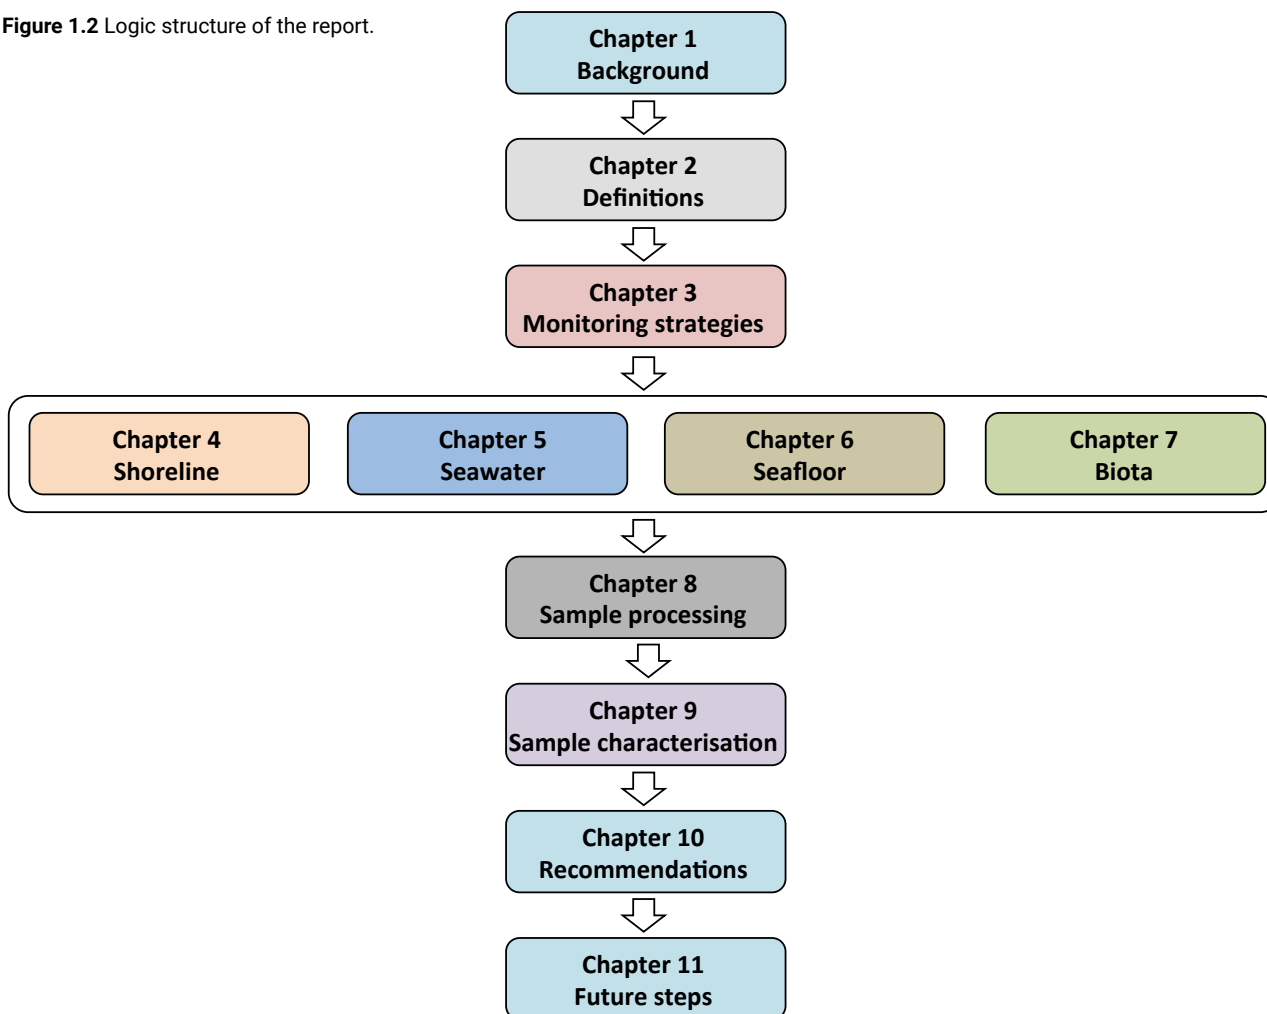 Figure 1.2 Logic structure of the report.
Chapter 1
Background
Chapter 2
Definitions
Chapter 3
Monitoring strategies
Chapter 4
Shoreline
Chapter 5
Seawater
Chapter 6
Seafloor
Chapter 7
Biota
Chapter 8
Sample processing
Chapter 9
Sample characterisation
Chapter 10
Recommendations
Chapter 11
Future steps